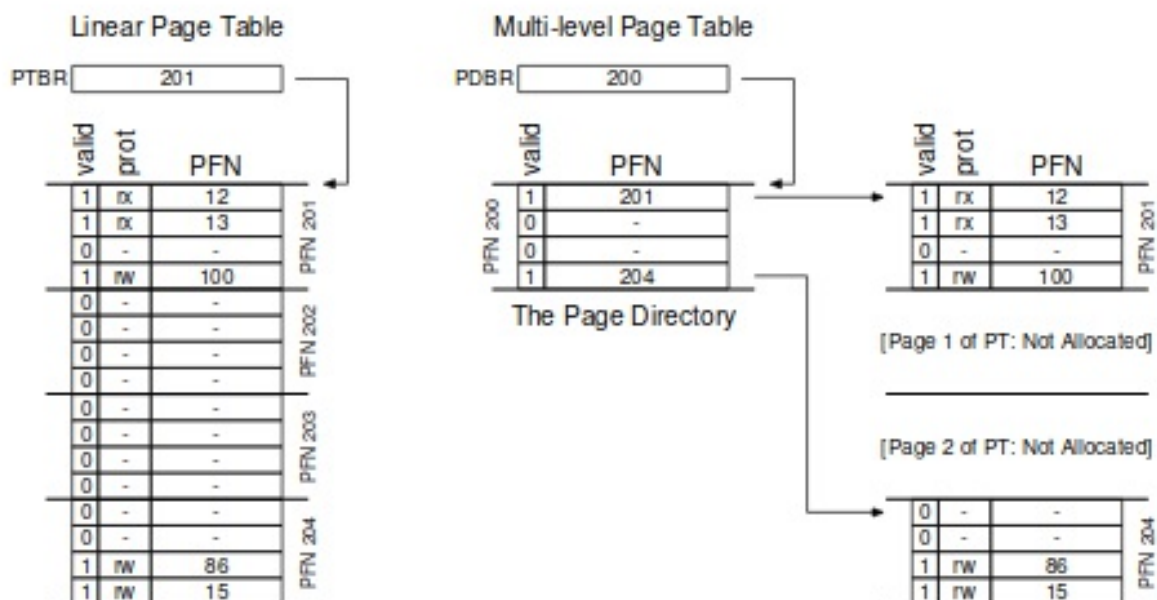 Linear Page Table
PTBR 201
valid prot PFN
1 rx 12
1 rx 13
0 - -
1 rw 100
PFN 201
0 - -
0 - -
0 - -
0 - -
PFN 202
0 - -
0 - -
0 - -
0 - -
PFN 203
0 - -
0 - -
1 rw 86
1 rw 15
PFN 204
Multi-level Page Table
PDBR 200
valid PFN
1 201
0 -
0 -
1 204
PFN 200
The Page Directory
valid prot PFN
1 rx 12
1 rx 13
0 - -
1 rw 100
PFN 201
[Page 1 of PT: Not Allocated]
[Page 2 of PT: Not Allocated]
0 - -
0 - -
1 rw 86
1 rw 15
PFN 204